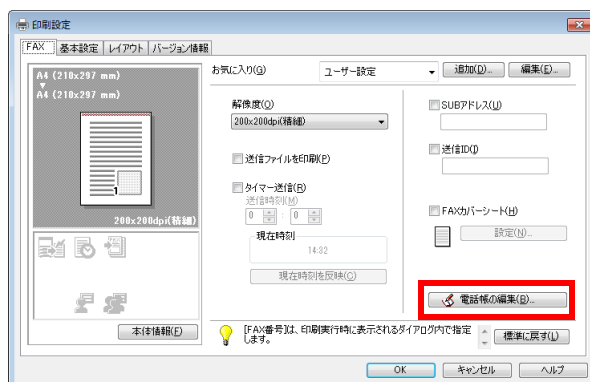 印刷設定
FAX 基本設定 レイアウト バージョン情報
A4 (210x297 mm)
A4 (210x297 mm)
1
200x200dpi(精細)
本体情報(F)
お気に入り(G) ユーザー設定 追加(D)... 編集(E)...
解像度(O)
200x200dpi(精細)
送信ファイルを印刷(P)
タイマー送信(R)
送信時刻(M)
0 : 0
現在時刻
14:32
現在時刻を反映(C)
SUBアドレス(U)
送信ID(I)
FAXカバーシート(H)
設定(N)...
電話帳の編集(B)...
[FAX番号]は、印刷実行時に表示されるダイアログ内で指定
します。
標準に戻す(L)
OK キャンセル ヘルプ